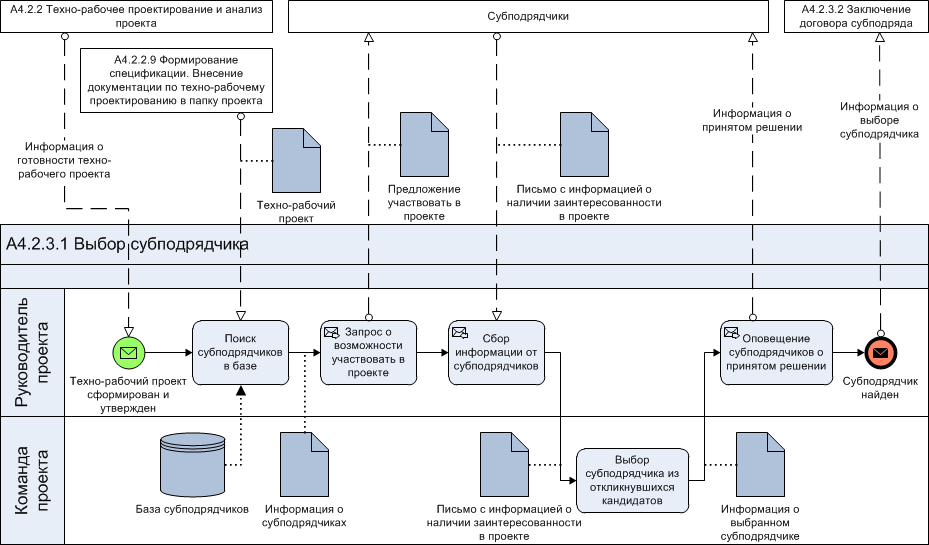 А4.2.2 Техно-рабочее проектирование и анализ
проекта
Субподрядчики
А4.2.3.2 Заключение
договора субподряда
А4.2.2.9 Формирование
спецификации. Внесение
документации по техно-рабочему
проектированию в папку проекта
Информация о
готовности техно-
рабочего проекта
Техно-рабочий
проект
Предложение
участвовать в
проекте
Письмо с информацией о
наличии заинтересованности
в проекте
Информация о
принятом решении
Информация о
выборе
субподрядчика
А4.2.3.1 Выбор субподрядчика
Руководитель
проекта
Техно-рабочий проект
сформирован и
утвержден
Поиск
субподрядчиков
в базе
Запрос о
возможности
участвовать в
проекте
Сбор
информации от
субподрядчиков
Оповещение
субподрядчиков о
принятом решении
Субподрядчик
найден
Команда
проекта
База субподрядчиков
Информация о
субподрядчиках
Письмо с информацией о
наличии заинтересованности
в проекте
Выбор
субподрядчика из
откликнувшихся
кандидатов
Информация о
выбранном
субподрядчике